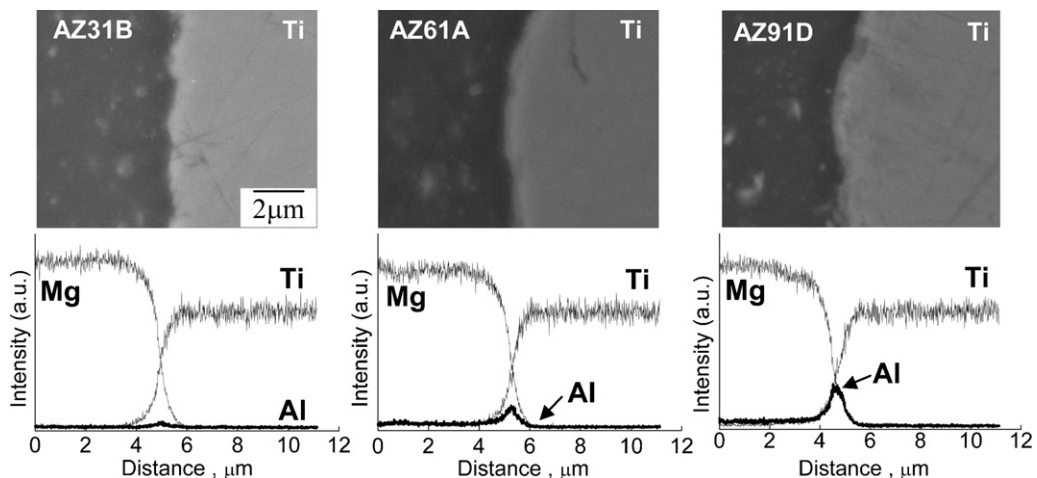 AZ31B Ti
2μm
AZ61A Ti
AZ91D Ti
Intensity (a.u.)
Mg
Ti
Al
0 2 4 6 8 10 12
Distance , μm
Intensity (a.u.)
Mg
Ti
Al
0 2 4 6 8 10 12
Distance , μm
Intensity (a.u.)
Mg
Ti
Al
0 2 4 6 8 10 12
Distance , μm